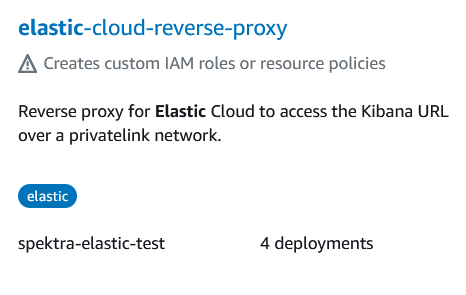 elastic-cloud-reverse-proxy
Creates custom IAM roles or resource policies
Reverse proxy for Elastic Cloud to access the Kibana URL
over a privatelink network.
elastic
spektra-elastic-test 4 deployments